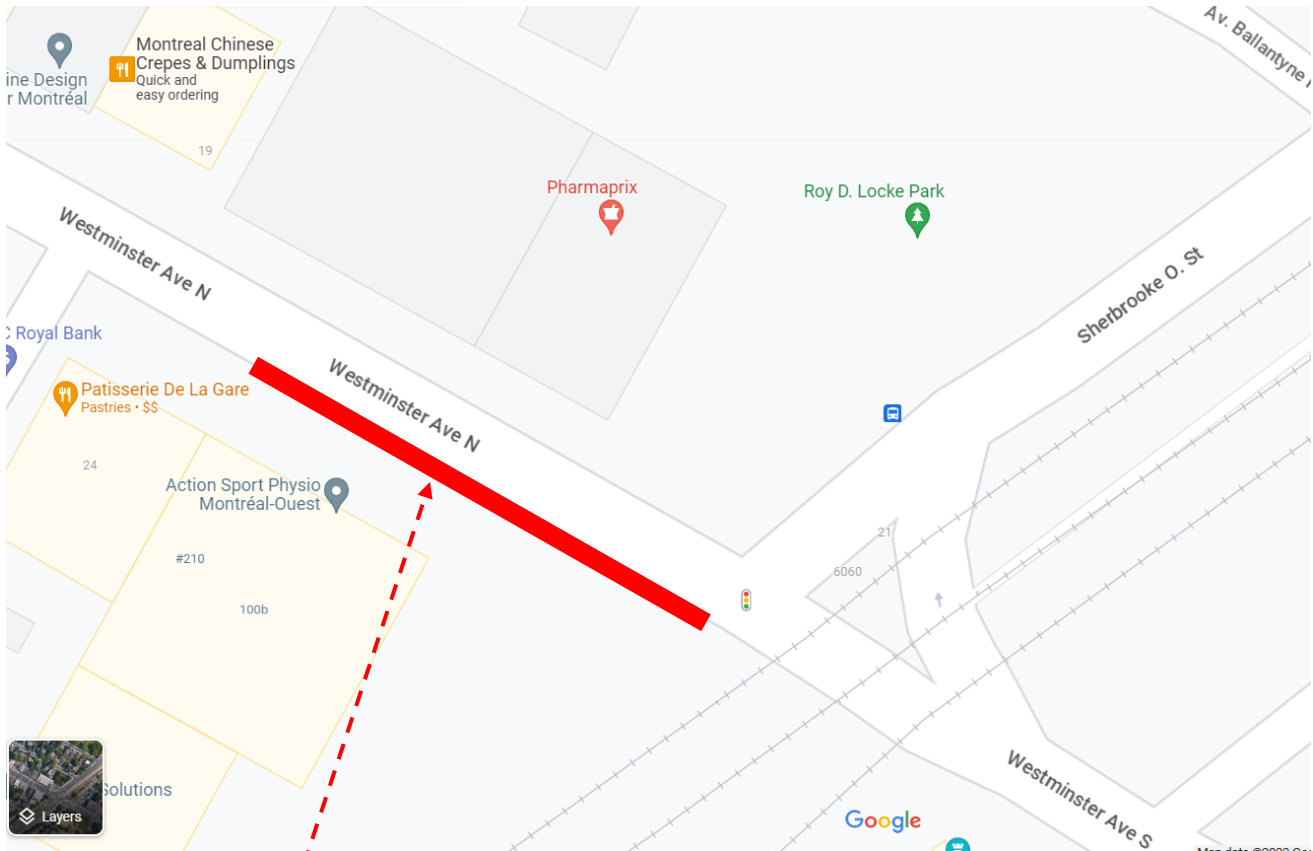 Av. Ballantyne
Montreal Chinese
Crepes & Dumplings
Quick and
easy ordering
ine Design
r Montréal
19
Pharmaprix
Roy D. Locke Park
Westminster Ave N
Sherbrooke O. St
C Royal Bank
Patisserie De La Gare
Pastries • $$
Westminster Ave N
24
Action Sport Physio
Montréal-Ouest
#210
100b
21
6060
Solutions
Layers
Google
Westminster Ave S